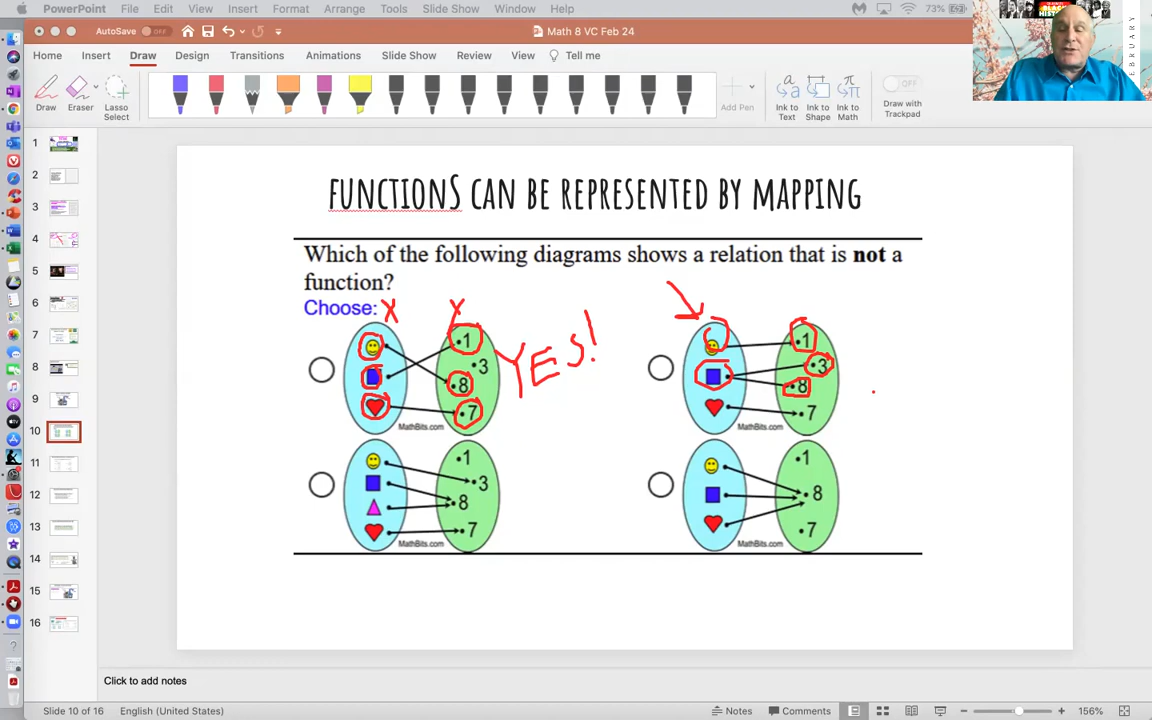 PowerPoint File Edit View Insert Format Arrange Tools Slide Show Window Help 73%
AutoSave OFF Math 8 VC Feb 24
Home Insert Draw Design Transitions Animations Slide Show Review View Tell me
Draw Eraser Lasso Select Add Pen Ink to Text Ink to Shape Ink to Math Draw with Trackpad OFF
EBRUARY
1
2
3
4
5
6
7
8
9
10
11
12
13
14
15
16
FUNCTIONS CAN BE REPRESENTED BY MAPPING
Which of the following diagrams shows a relation that is not a
function?
Choose: X X
1
3
8
7
MathBits.com
YES!
1
3
8
7
MathBits.com
1
3
8
7
MathBits.com
1
8
7
MathBits.com
Click to add notes
Slide 10 of 16 English (United States) Notes Comments 156%